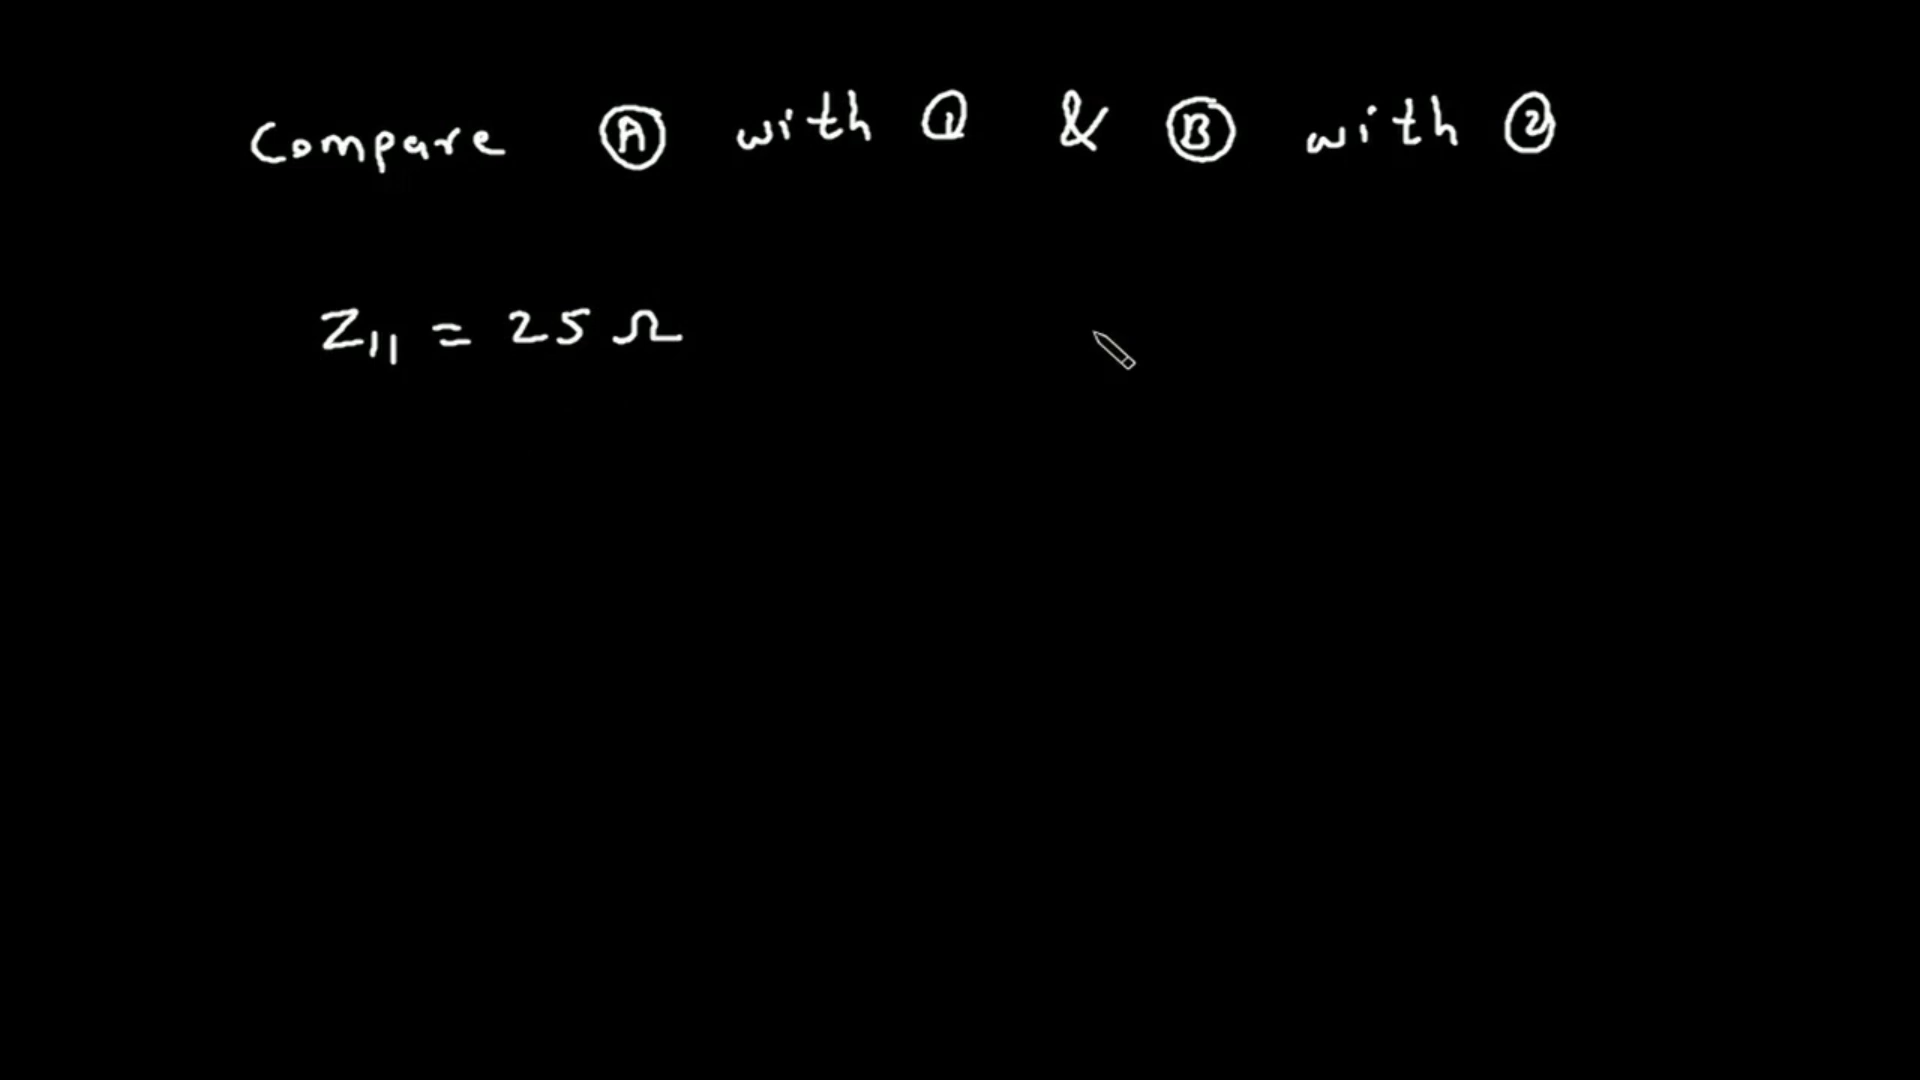 Compare Ⓐ with ① & Ⓑ with ②
Z₁₁ = 25 Ω